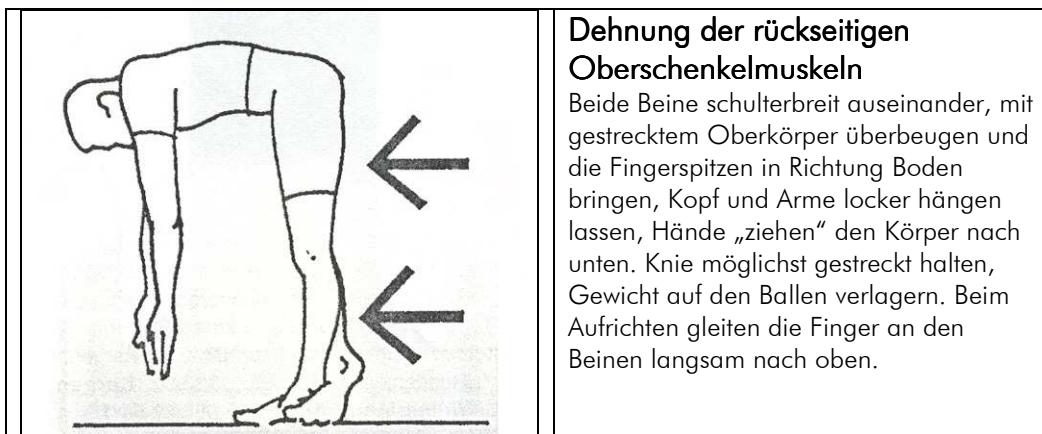 Dehnung der rückseitigen
Oberschenkelmuskeln
Beide Beine schulterbreit auseinander, mit
gestrecktem Oberkörper überbeugen und
die Fingerspitzen in Richtung Boden
bringen, Kopf und Arme locker hängen
lassen, Hände „ziehen“ den Körper nach
unten. Knie möglichst gestreckt halten,
Gewicht auf den Ballen verlagern. Beim
Aufrichten gleiten die Finger an den
Beinen langsam nach oben.